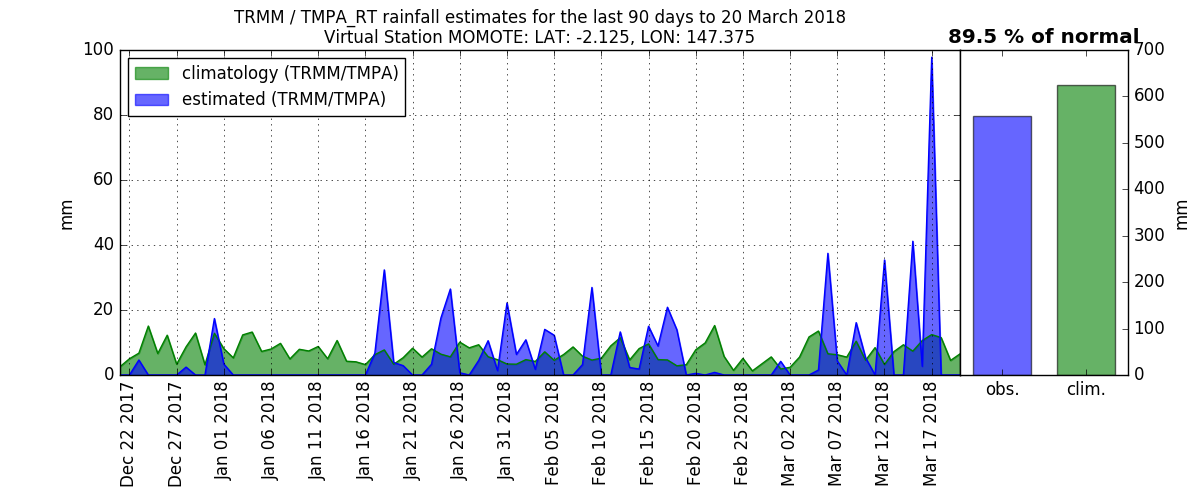 TRMM / TMPA_RT rainfall estimates for the last 90 days to 20 March 2018
Virtual Station MOMOTE: LAT: -2.125, LON: 147.375
89.5 % of normal
climatology (TRMM/TMPA)
estimated (TRMM/TMPA)
mm
100
80
60
40
20
0
Dec 22 2017
Dec 27 2017
Jan 01 2018
Jan 06 2018
Jan 11 2018
Jan 16 2018
Jan 21 2018
Jan 26 2018
Jan 31 2018
Feb 05 2018
Feb 10 2018
Feb 15 2018
Feb 20 2018
Feb 25 2018
Mar 02 2018
Mar 07 2018
Mar 12 2018
Mar 17 2018
obs.
clim.
700
600
500
400
300
200
100
0
mm